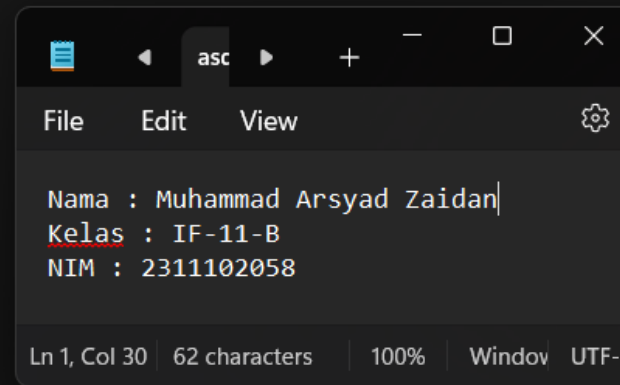 asc
File Edit View
Nama : Muhammad Arsyad Zaidan
Kelas : IF-11-B
NIM : 2311102058
Ln 1, Col 30 62 characters 100% Window UTF-